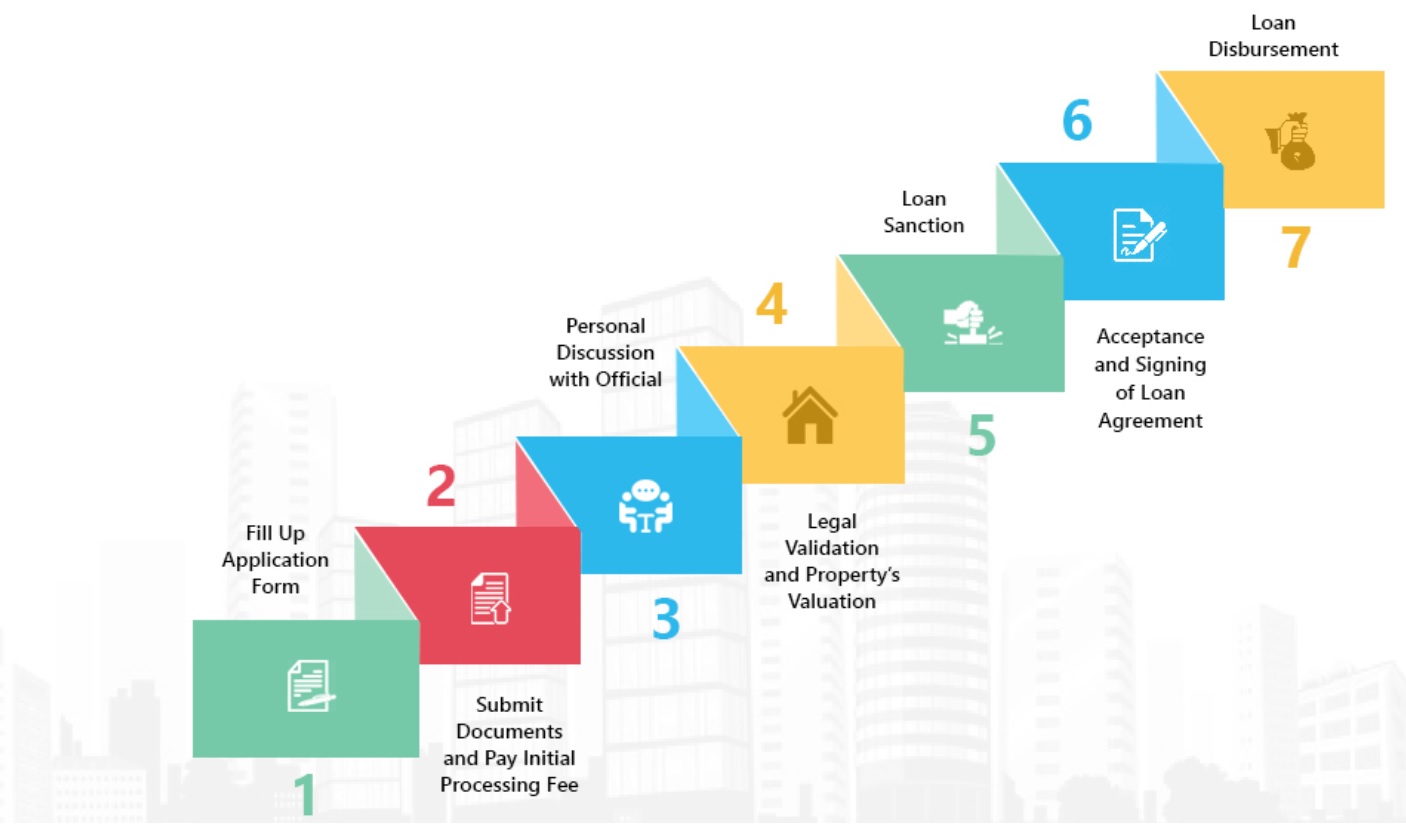 Fill Up
Application
Form
1
2
Submit
Documents
and Pay Initial
Processing Fee
Personal
Discussion
with Official
3
4
Legal
Validation
and Property’s
Valuation
Loan
Sanction
5
6
Acceptance
and Signing
of Loan
Agreement
Loan
Disbursement
7